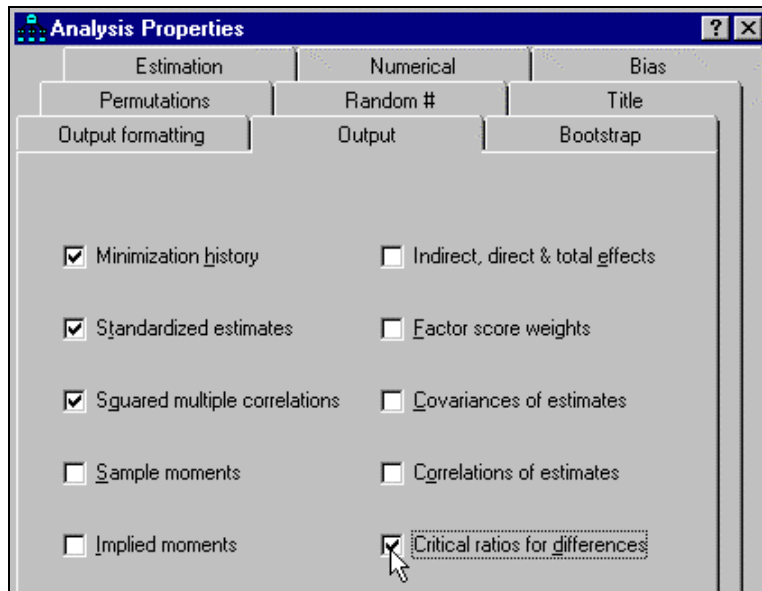 Analysis Properties
Estimation Numerical Bias
Permutations Random # Title
Output formatting Output Bootstrap
Minimization history Indirect, direct & total effects
Standardized estimates Factor score weights
Squared multiple correlations Covariances of estimates
Sample moments Correlations of estimates
Implied moments Critical ratios for differences